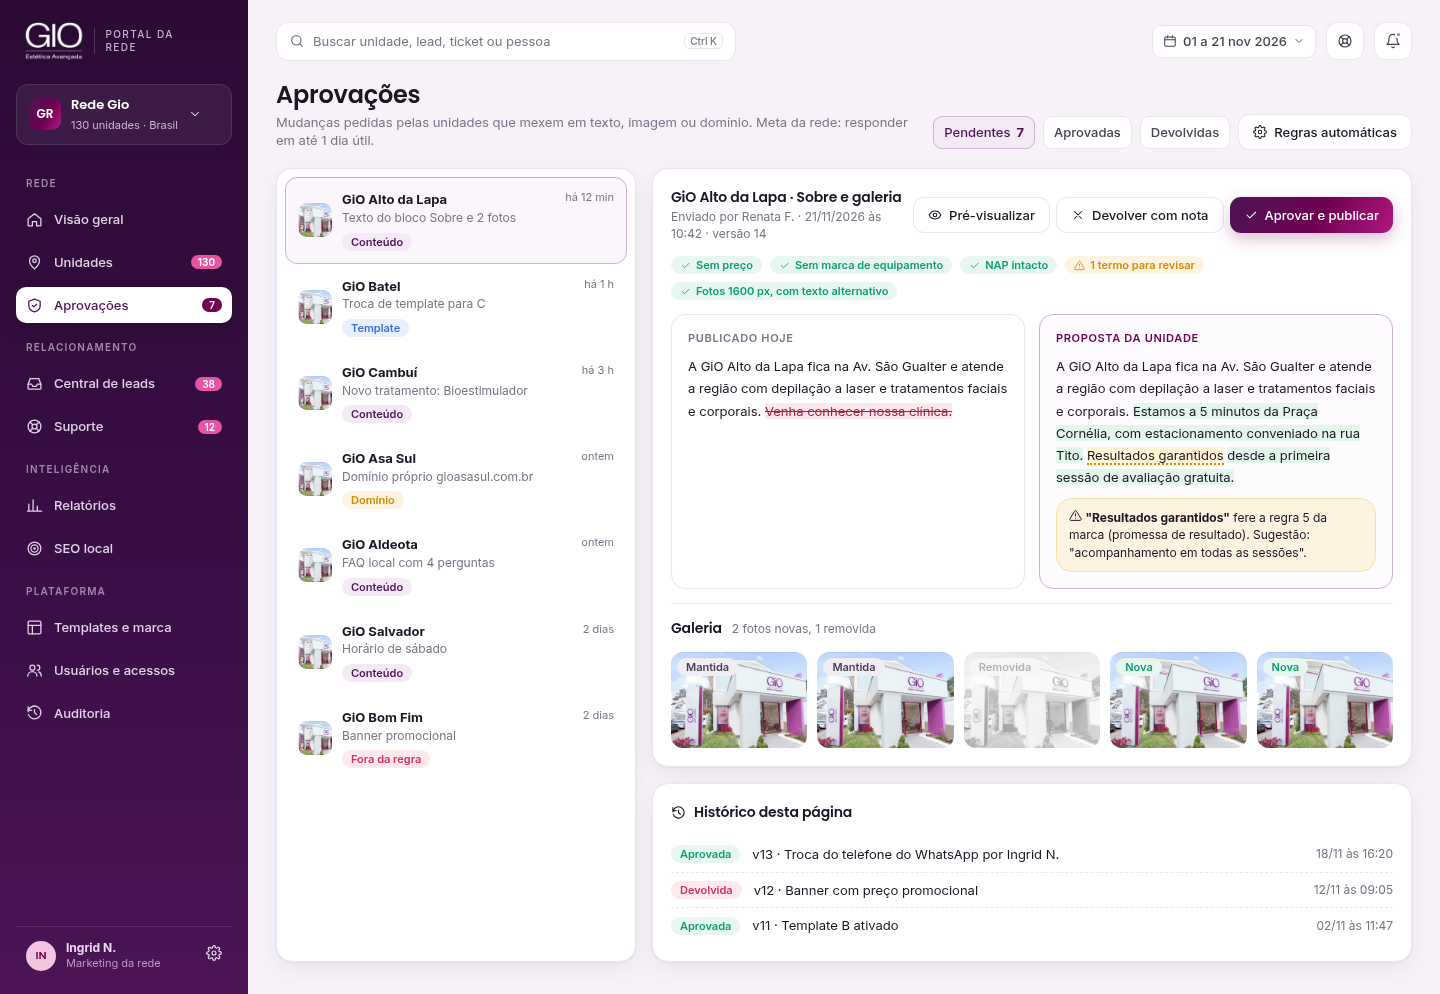 GIO
Estética Avançada
PORTAL DA
REDE
GR
Rede Gio
130 unidades · Brasil
REDE
Visão geral
Unidades 130
Aprovações 7
RELACIONAMENTO
Central de leads 38
Suporte 12
INTELIGÊNCIA
Relatórios
SEO local
PLATAFORMA
Templates e marca
Usuários e acessos
Auditoria
IN
Ingrid N.
Marketing da rede
Buscar unidade, lead, ticket ou pessoa Ctrl K
01 a 21 nov 2026
Aprovações
Mudanças pedidas pelas unidades que mexem em texto, imagem ou domínio. Meta da rede: responder
em até 1 dia útil.
Pendentes 7
Aprovadas
Devolvidas
Regras automáticas
GiO Alto da Lapa há 12 min
Texto do bloco Sobre e 2 fotos
Conteúdo
GiO Batel há 1 h
Troca de template para C
Template
GiO Cambuí há 3 h
Novo tratamento: Bioestimulador
Conteúdo
GiO Asa Sul ontem
Domínio próprio gioasasul.com.br
Domínio
GiO Aldeota ontem
FAQ local com 4 perguntas
Conteúdo
GiO Salvador 2 dias
Horário de sábado
Conteúdo
GiO Bom Fim 2 dias
Banner promocional
Fora da regra
GiO Alto da Lapa · Sobre e galeria
Enviado por Renata F. · 21/11/2026 às
10:42 · versão 14
Pré-visualizar
Devolver com nota
Aprovar e publicar
Sem preço
Sem marca de equipamento
NAP intacto
1 termo para revisar
Fotos 1600 px, com texto alternativo
PUBLICADO HOJE
A GiO Alto da Lapa fica na Av. São Gualter e atende
a região com depilação a laser e tratamentos faciais
e corporais. Venha conhecer nossa clínica.
PROPOSTA DA UNIDADE
A GiO Alto da Lapa fica na Av. São Gualter e atende
a região com depilação a laser e tratamentos faciais
e corporais. Estamos a 5 minutos da Praça
Cornélia, com estacionamento conveniado na rua
Tito. Resultados garantidos desde a primeira
sessão de avaliação gratuita.
"Resultados garantidos" fere a regra 5 da
marca (promessa de resultado). Sugestão:
"acompanhamento em todas as sessões".
Galeria 2 fotos novas, 1 removida
Mantida
GiO
GiO
Mantida
GiO
GiO
Removida
GiO
GiO
Nova
GiO
GiO
Nova
GiO
GiO
Histórico desta página
Aprovada v13 · Troca do telefone do WhatsApp por Ingrid N. 18/11 às 16:20
Devolvida v12 · Banner com preço promocional 12/11 às 09:05
Aprovada v11 · Template B ativado 02/11 às 11:47